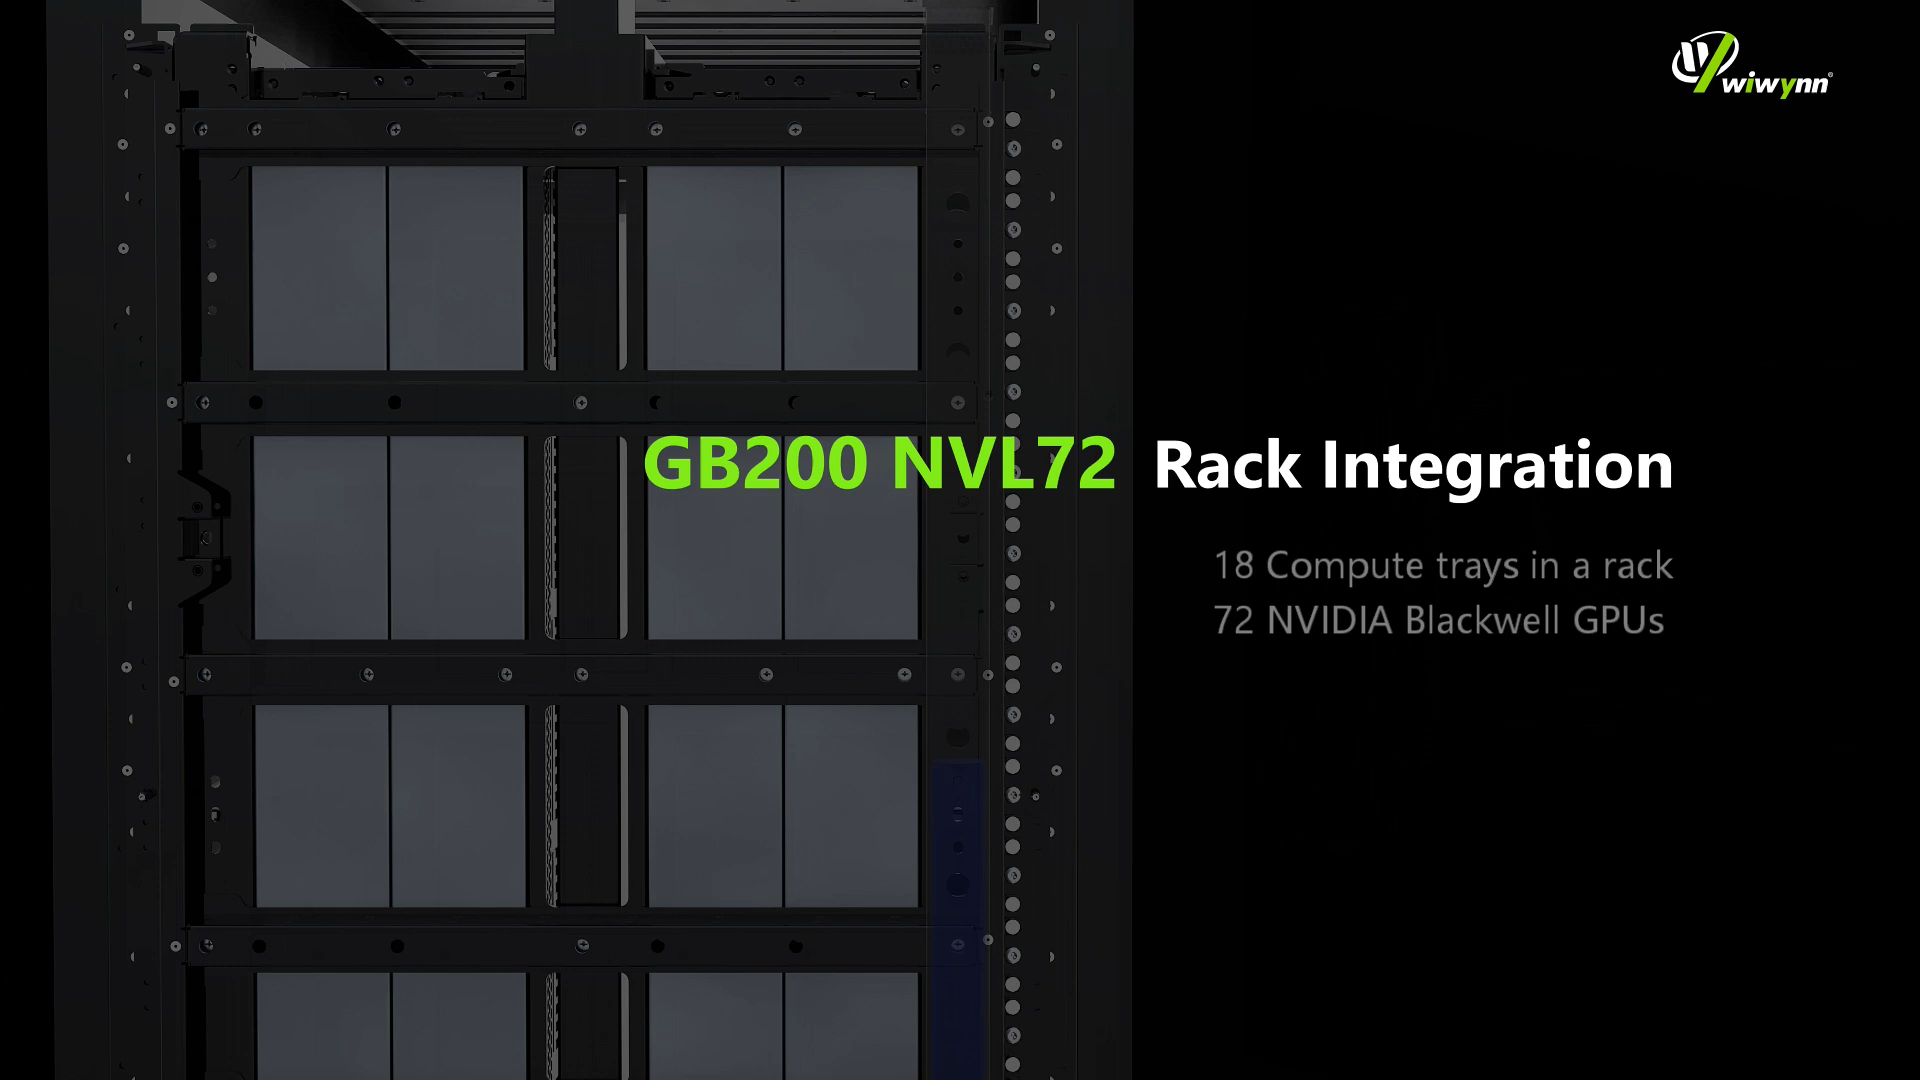 wiwynn
GB200 NVL72 Rack Integration
18 Compute trays in a rack
72 NVIDIA Blackwell GPUs